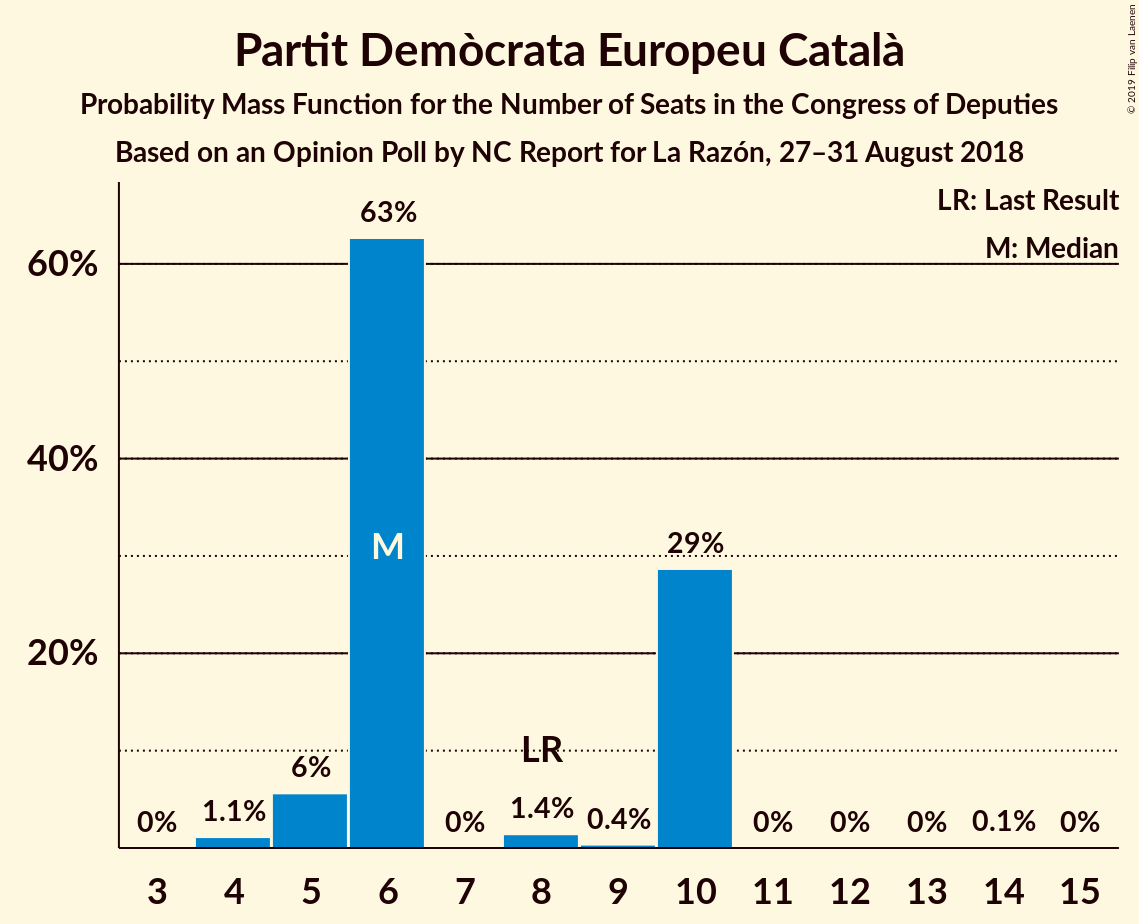 Partit Demòcrata Europeu Català
Probability Mass Function for the Number of Seats in the Congress of Deputies
Based on an Opinion Poll by NC Report for La Razón, 27–31 August 2018
© 2019 Filip van Laenen
LR: Last Result
M: Median
60%
40%
20%
0%
1.1%
6%
63%
M
0%
LR
1.4%
0.4%
29%
0%
0%
0%
0.1%
0%
3 4 5 6 7 8 9 10 11 12 13 14 15